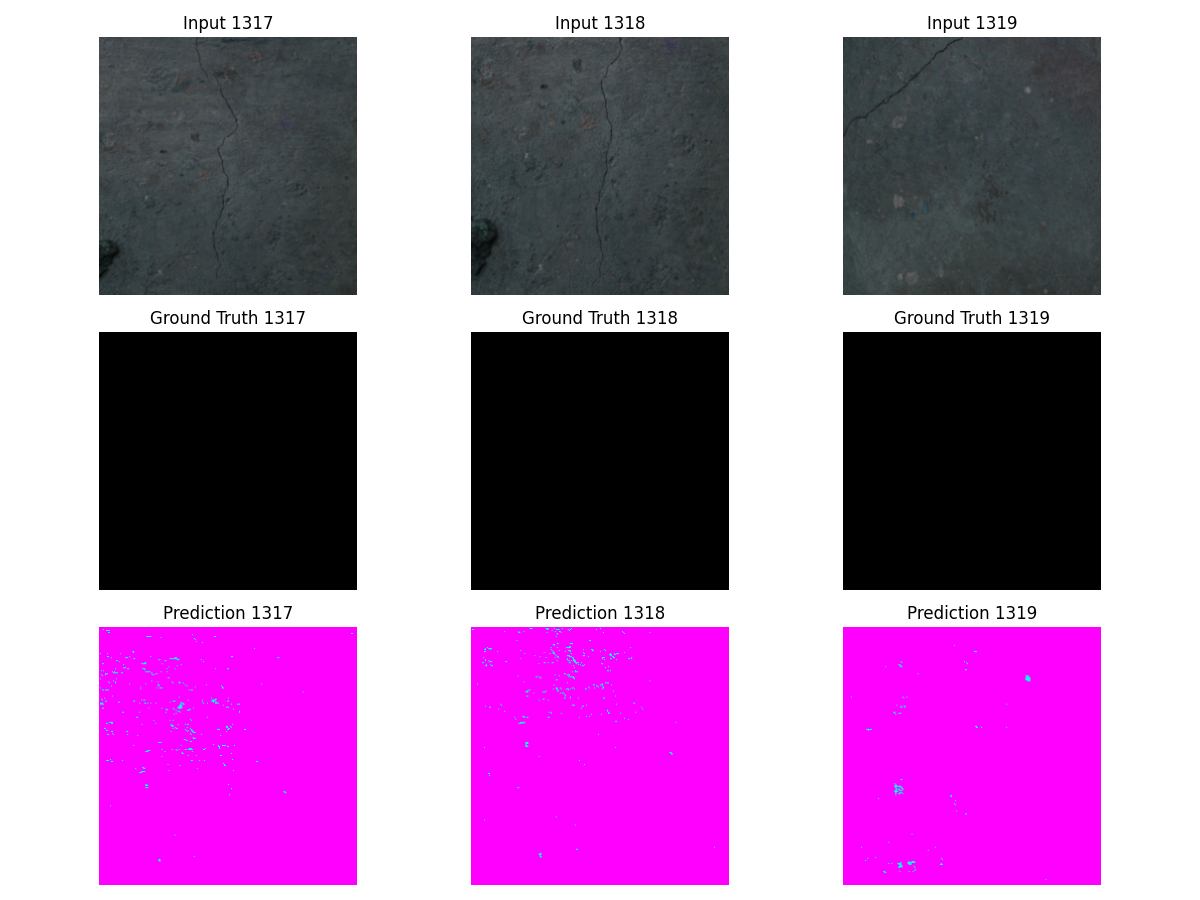 Input 1317
Input 1318
Input 1319
Ground Truth 1317
Ground Truth 1318
Ground Truth 1319
Prediction 1317
Prediction 1318
Prediction 1319